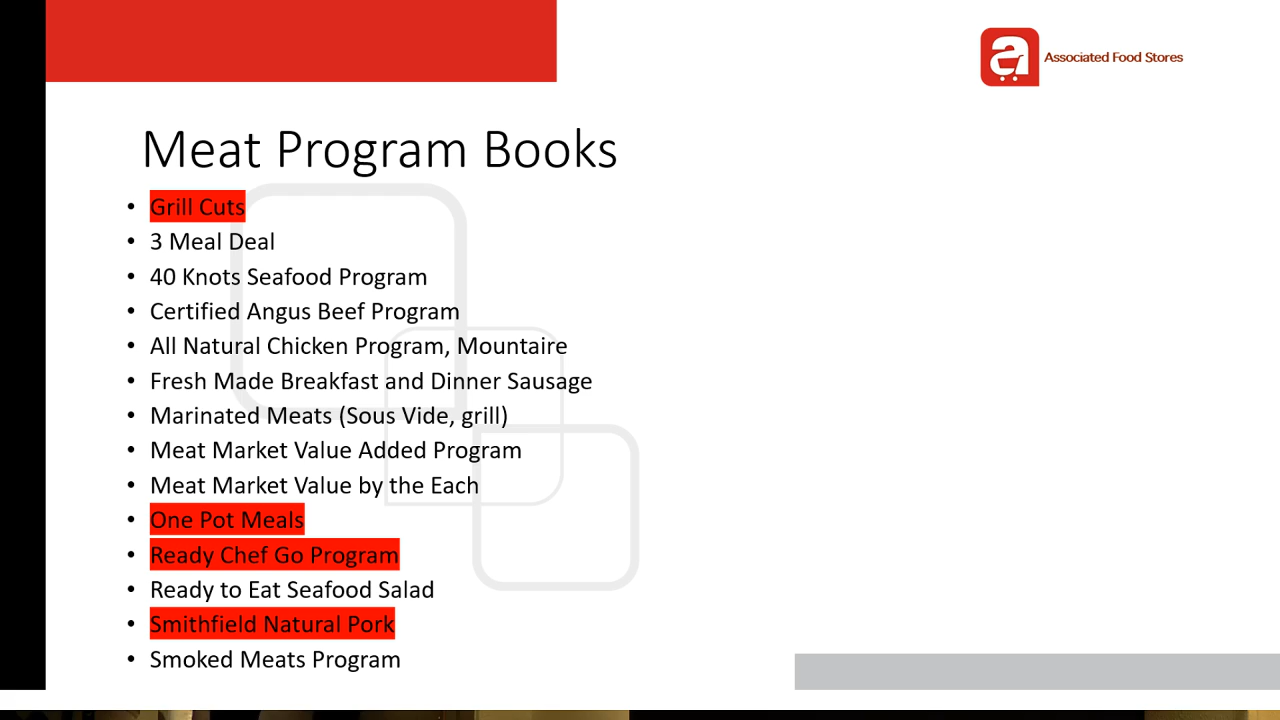 Associated Food Stores
Meat Program Books
• Grill Cuts
• 3 Meal Deal
• 40 Knots Seafood Program
• Certified Angus Beef Program
• All Natural Chicken Program, Mountaire
• Fresh Made Breakfast and Dinner Sausage
• Marinated Meats (Sous Vide, grill)
• Meat Market Value Added Program
• Meat Market Value by the Each
• One Pot Meals
• Ready Chef Go Program
• Ready to Eat Seafood Salad
• Smithfield Natural Pork
• Smoked Meats Program